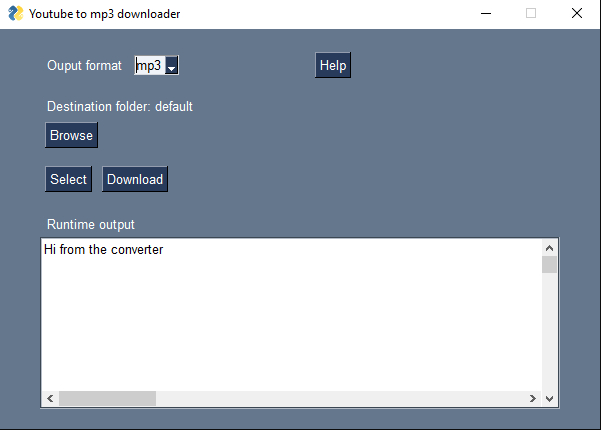 Youtube to mp3 downloader
Ouput format mp3 Help
Destination folder: default
Browse
Select Download
Runtime output
Hi from the converter